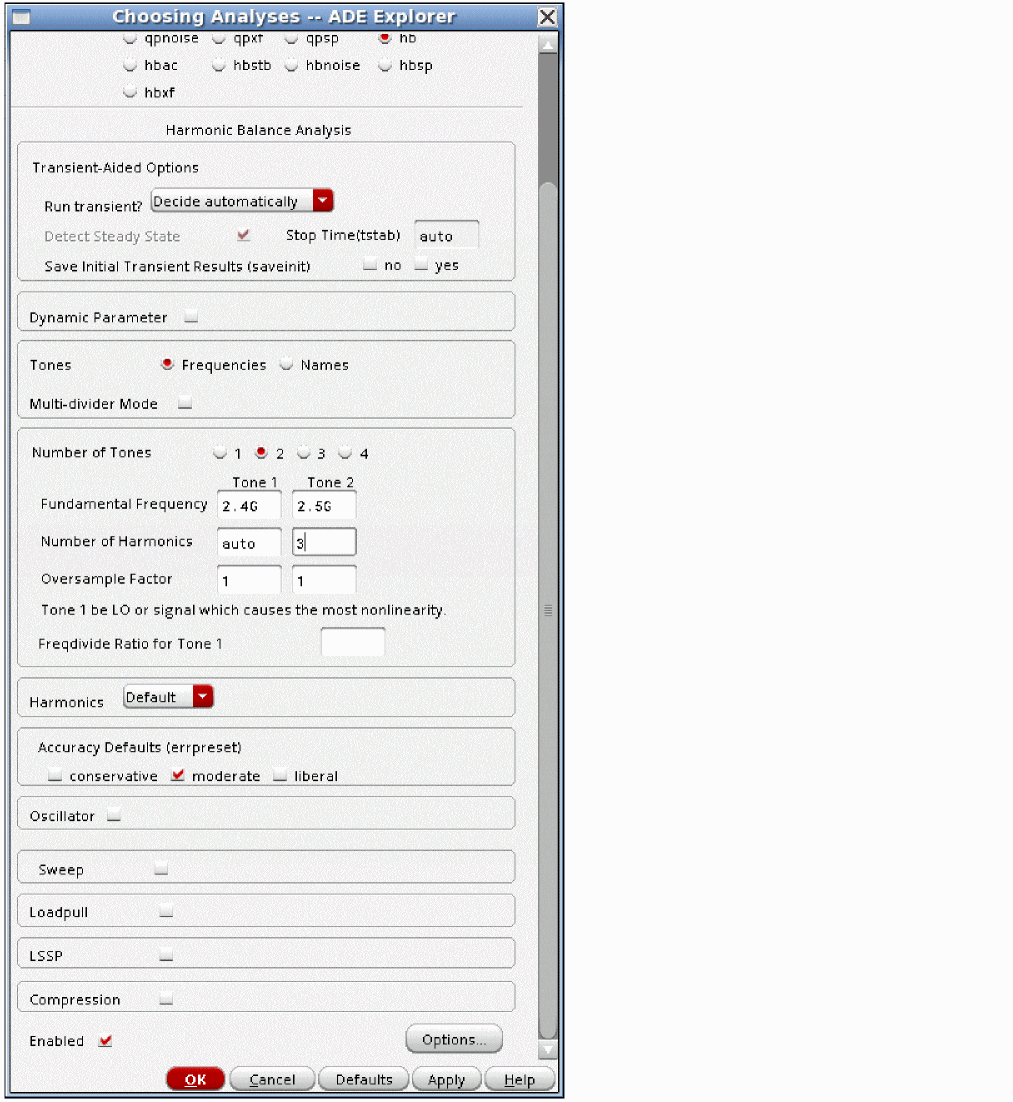 Choosing Analyses -- ADE Explorer
qpnoise qpxf qpsp hb
hbac hbstb hbnoise hbsp
hbxf
Harmonic Balance Analysis
Transient-Aided Options
Run transient? Decide automatically
Detect Steady State Stop Time(tstab) auto
Save Initial Transient Results (saveinit) no yes
Dynamic Parameter
Tones Frequencies Names
Multi-divider Mode
Number of Tones 1 2 3 4
Tone 1 Tone 2
Fundamental Frequency 2.4G 2.5G
Number of Harmonics auto 3
Oversample Factor 1 1
Tone 1 be LO or signal which causes the most nonlinearity.
Freqdivide Ratio for Tone 1
Harmonics Default
Accuracy Defaults (errpreset)
conservative moderate liberal
Oscillator
Sweep
Loadpull
LSSP
Compression
Enabled Options...
OK Cancel Defaults Apply Help